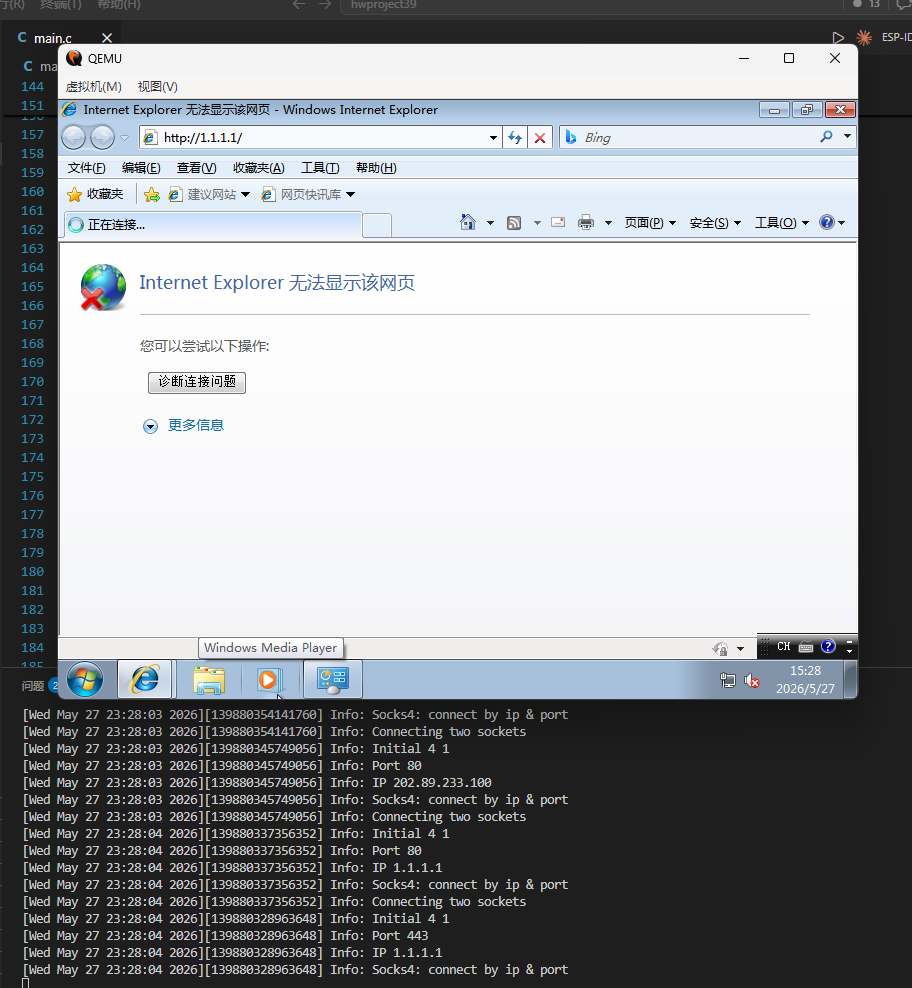 行(R) 终端(T) 帮助(H)
hwproject39
13
C main.c
ESP-ID
C ma
QEMU
虚拟机(M) 视图(V)
Internet Explorer 无法显示该网页 - Windows Internet Explorer
http://1.1.1.1/
Bing
文件(F) 编辑(E) 查看(V) 收藏夹(A) 工具(T) 帮助(H)
收藏夹 建议网站 网页快讯库
正在连接...
页面(P) 安全(S) 工具(O)
Internet Explorer 无法显示该网页
您可以尝试以下操作:
诊断连接问题
更多信息
144
151
157
158
159
160
161
162
163
164
165
166
167
168
169
170
171
172
173
174
175
176
177
178
179
180
181
182
183
184
185
Windows Media Player
CH
15:28
2026/5/27
问题 2
[Wed May 27 23:28:03 2026][139880354141760] Info: Socks4: connect by ip & port
[Wed May 27 23:28:03 2026][139880354141760] Info: Connecting two sockets
[Wed May 27 23:28:03 2026][139880345749056] Info: Initial 4 1
[Wed May 27 23:28:03 2026][139880345749056] Info: Port 80
[Wed May 27 23:28:03 2026][139880345749056] Info: IP 202.89.233.100
[Wed May 27 23:28:03 2026][139880345749056] Info: Socks4: connect by ip & port
[Wed May 27 23:28:03 2026][139880345749056] Info: Connecting two sockets
[Wed May 27 23:28:04 2026][139880337356352] Info: Initial 4 1
[Wed May 27 23:28:04 2026][139880337356352] Info: Port 80
[Wed May 27 23:28:04 2026][139880337356352] Info: IP 1.1.1.1
[Wed May 27 23:28:04 2026][139880337356352] Info: Socks4: connect by ip & port
[Wed May 27 23:28:04 2026][139880337356352] Info: Connecting two sockets
[Wed May 27 23:28:04 2026][139880328963648] Info: Initial 4 1
[Wed May 27 23:28:04 2026][139880328963648] Info: Port 443
[Wed May 27 23:28:04 2026][139880328963648] Info: IP 1.1.1.1
[Wed May 27 23:28:04 2026][139880328963648] Info: Socks4: connect by ip & port